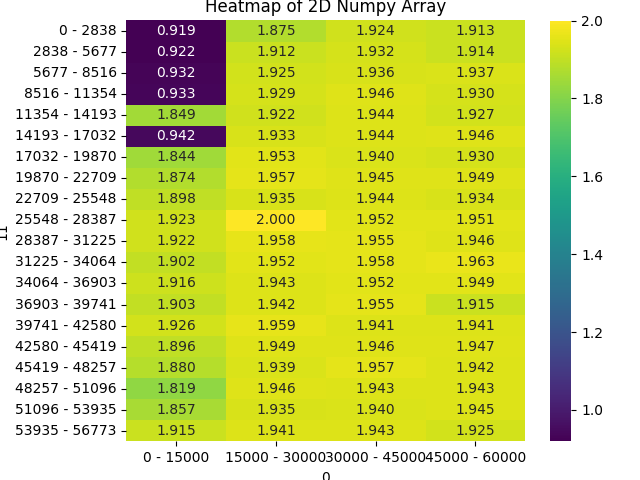 Heatmap of 2D Numpy Array
0 - 2838 0.919 1.875 1.924 1.913
2838 - 5677 0.922 1.912 1.932 1.914
5677 - 8516 0.932 1.925 1.936 1.937
8516 - 11354 0.933 1.929 1.946 1.930
11354 - 14193 1.849 1.922 1.944 1.927
14193 - 17032 0.942 1.933 1.944 1.946
17032 - 19870 1.844 1.953 1.940 1.930
19870 - 22709 1.874 1.957 1.945 1.949
22709 - 25548 1.898 1.935 1.944 1.934
25548 - 28387 1.923 2.000 1.952 1.951
28387 - 31225 1.922 1.958 1.955 1.946
31225 - 34064 1.902 1.952 1.958 1.963
34064 - 36903 1.916 1.943 1.952 1.949
36903 - 39741 1.903 1.942 1.955 1.915
39741 - 42580 1.926 1.959 1.941 1.941
42580 - 45419 1.896 1.949 1.946 1.947
45419 - 48257 1.880 1.939 1.957 1.942
48257 - 51096 1.819 1.946 1.943 1.943
51096 - 53935 1.857 1.935 1.940 1.945
53935 - 56773 1.915 1.941 1.943 1.925
0 - 15000 15000 - 30000 30000 - 45000 45000 - 60000
0
2.0
1.8
1.6
1.4
1.2
1.0